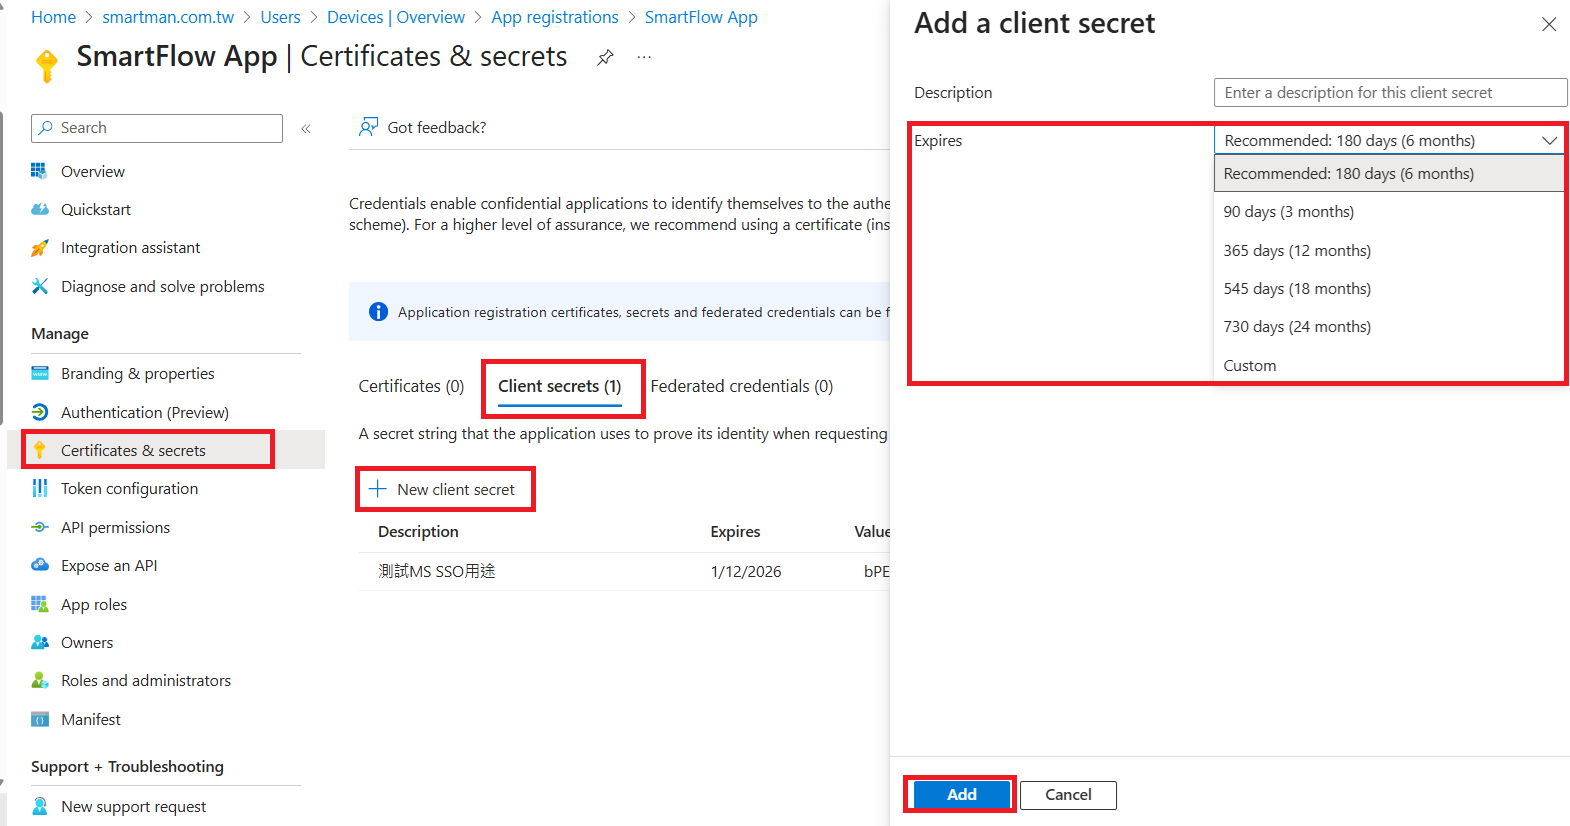 Home > smartman.com.tw > Users > Devices | Overview > App registrations > SmartFlow App
SmartFlow App | Certificates & secrets
Search
Overview
Quickstart
Integration assistant
Diagnose and solve problems
Manage
Branding & properties
Authentication (Preview)
Certificates & secrets
Token configuration
API permissions
Expose an API
App roles
Owners
Roles and administrators
Manifest
Support + Troubleshooting
New support request
Got feedback?
Credentials enable confidential applications to identify themselves to the authe
scheme). For a higher level of assurance, we recommend using a certificate (ins
Application registration certificates, secrets and federated credentials can be f
Certificates (0) Client secrets (1) Federated credentials (0)
A secret string that the application uses to prove its identity when requesting
New client secret
Description Expires Value
測試MS SSO用途 1/12/2026 bPE
Add a client secret
Description Enter a description for this client secret
Expires Recommended: 180 days (6 months)
Recommended: 180 days (6 months)
90 days (3 months)
365 days (12 months)
545 days (18 months)
730 days (24 months)
Custom
Add Cancel